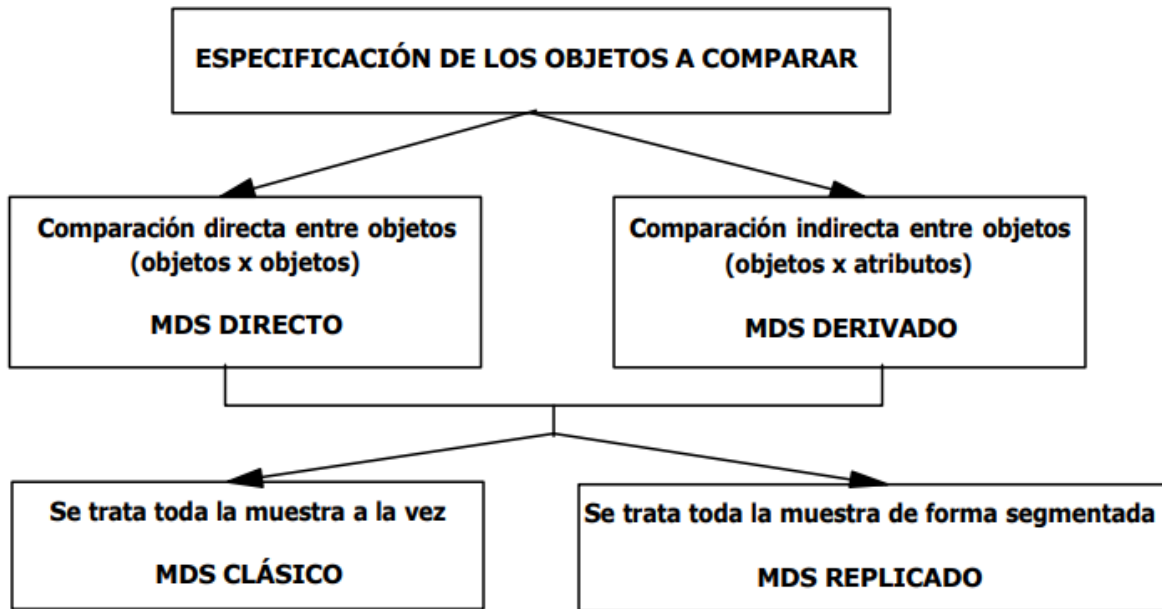 ESPECIFICACIÓN DE LOS OBJETOS A COMPARAR
Comparación directa entre objetos
(objetos x objetos)
MDS DIRECTO
Comparación indirecta entre objetos
(objetos x atributos)
MDS DERIVADO
Se trata toda la muestra a la vez
MDS CLÁSICO
Se trata toda la muestra de forma segmentada
MDS REPLICADO